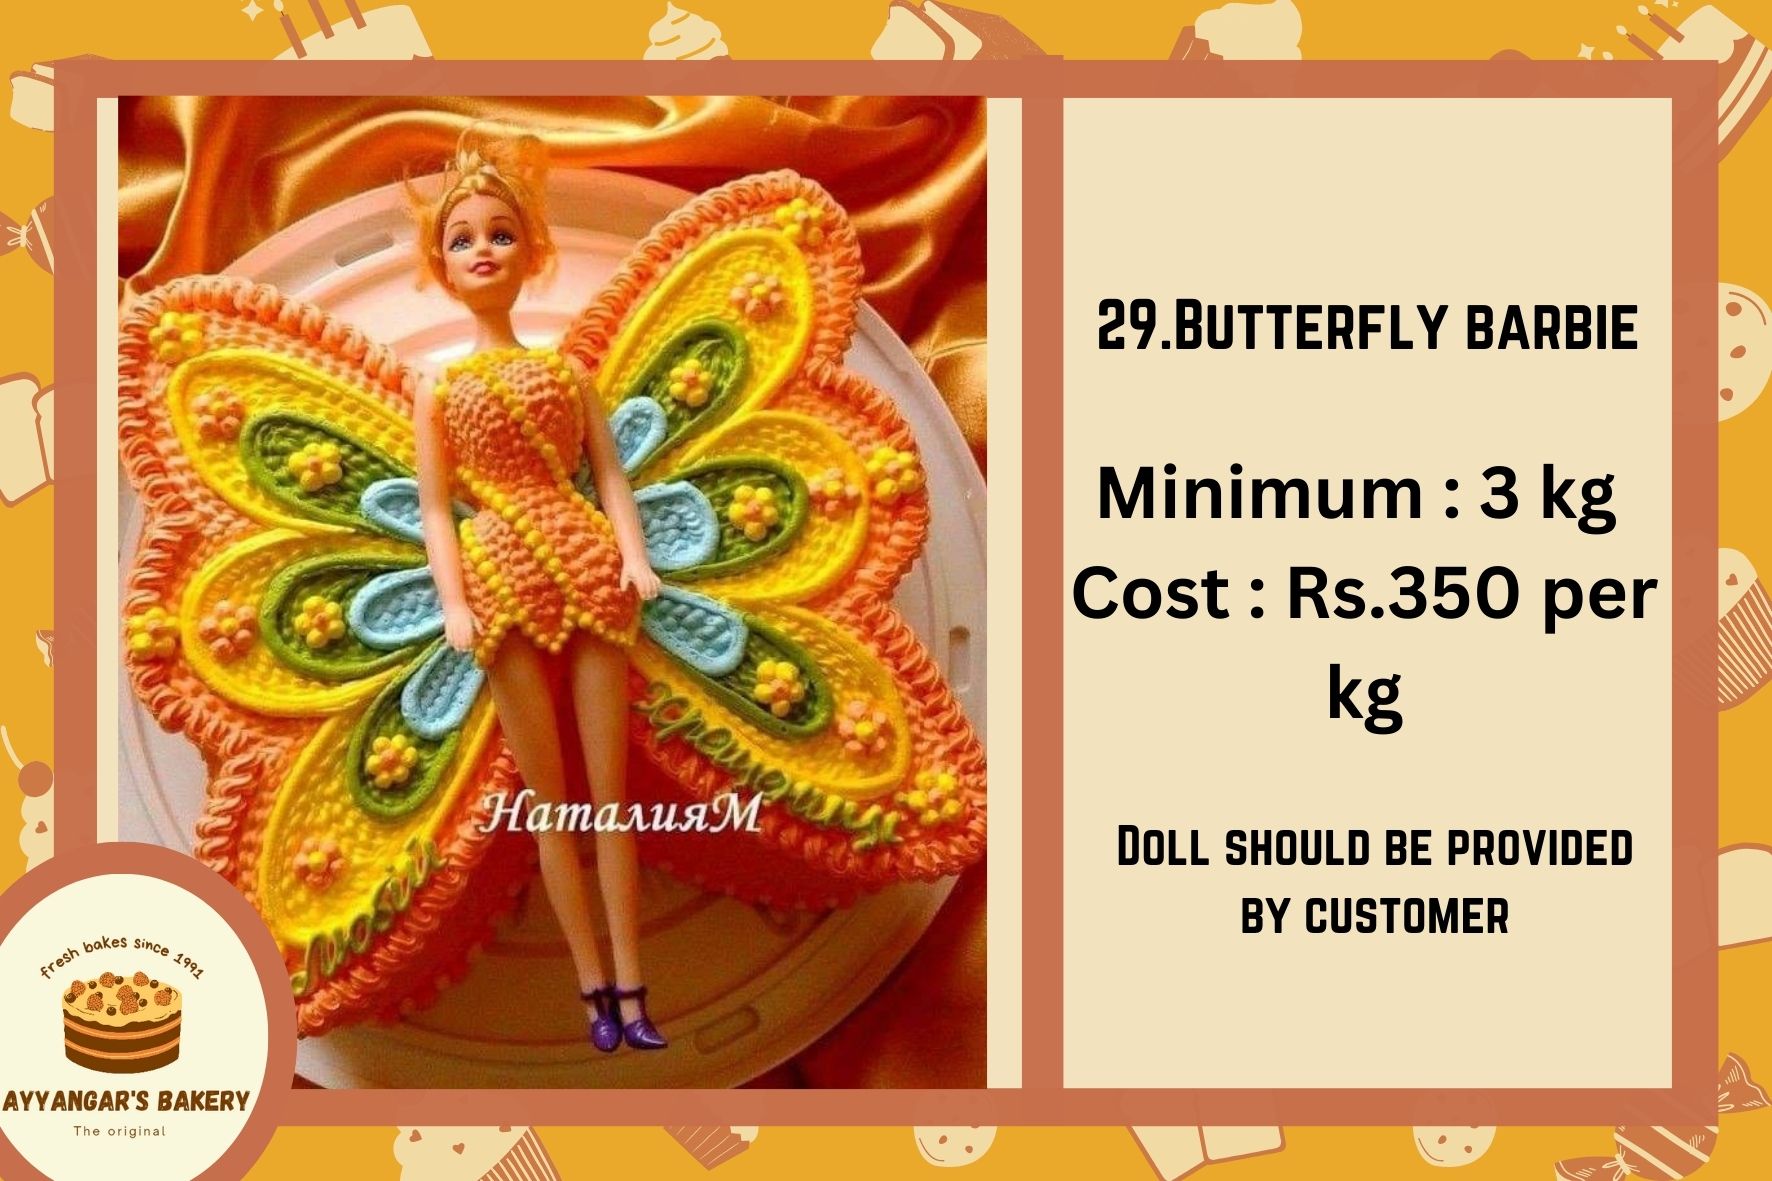 29.BUTTERFLY BARBIE
Minimum : 3 kg
Cost : Rs.350 per
kg
DOLL SHOULD BE PROVIDED
BY CUSTOMER
НаталияМ
fresh bakes since 1991
AYYANGAR'S BAKERY
The original